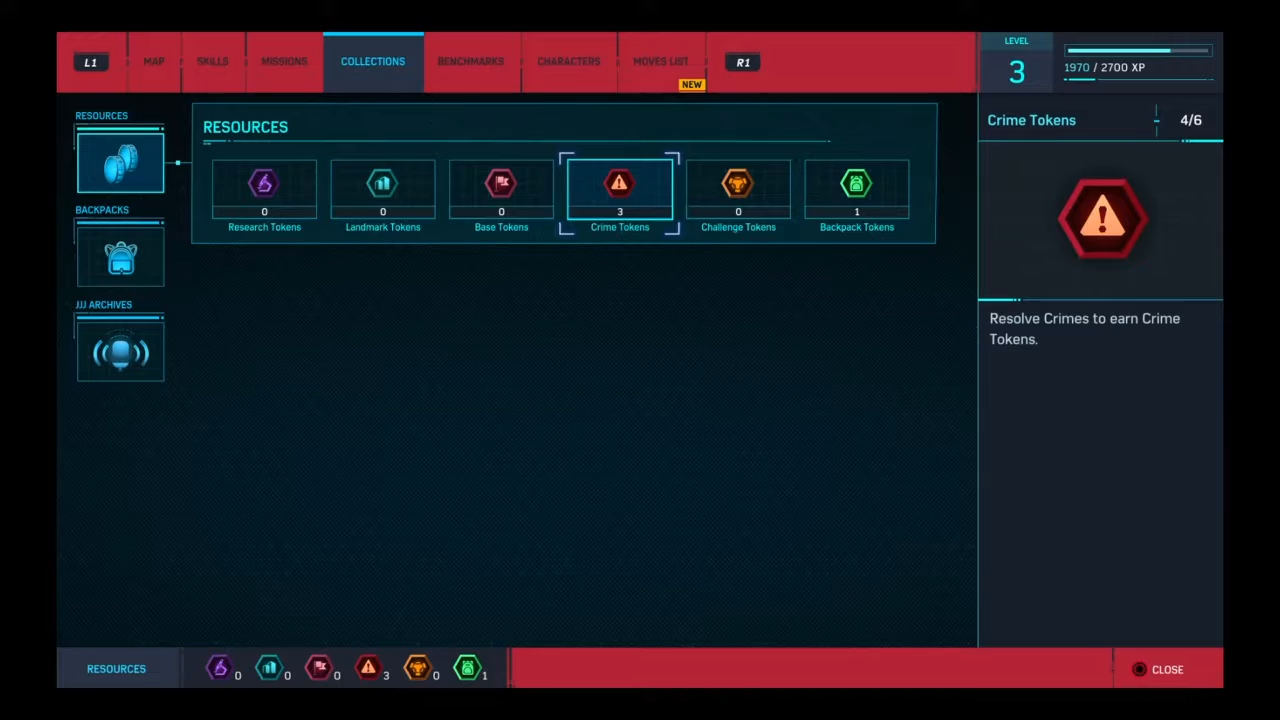 L1
MAP
SKILLS
MISSIONS
COLLECTIONS
BENCHMARKS
CHARACTERS
MOVES LIST
NEW
R1
LEVEL
3
1970 / 2700 XP
RESOURCES
BACKPACKS
JJJ ARCHIVES
RESOURCES
0
Research Tokens
0
Landmark Tokens
0
Base Tokens
3
Crime Tokens
0
Challenge Tokens
1
Backpack Tokens
Crime Tokens
4/6
Resolve Crimes to earn Crime
Tokens.
RESOURCES
0
0
0
3
0
1
CLOSE